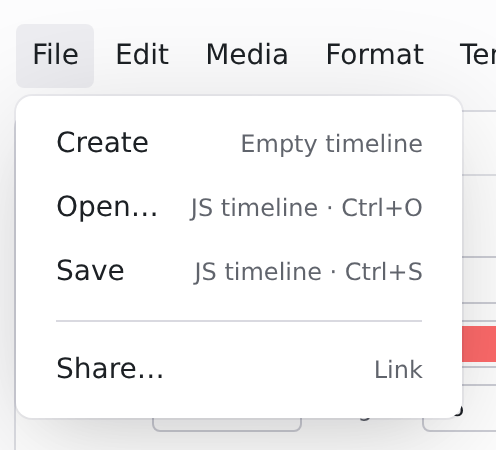 File Edit Media Format
Create Empty timeline
Open... JS timeline · Ctrl+O
Save JS timeline · Ctrl+S
Share... Link